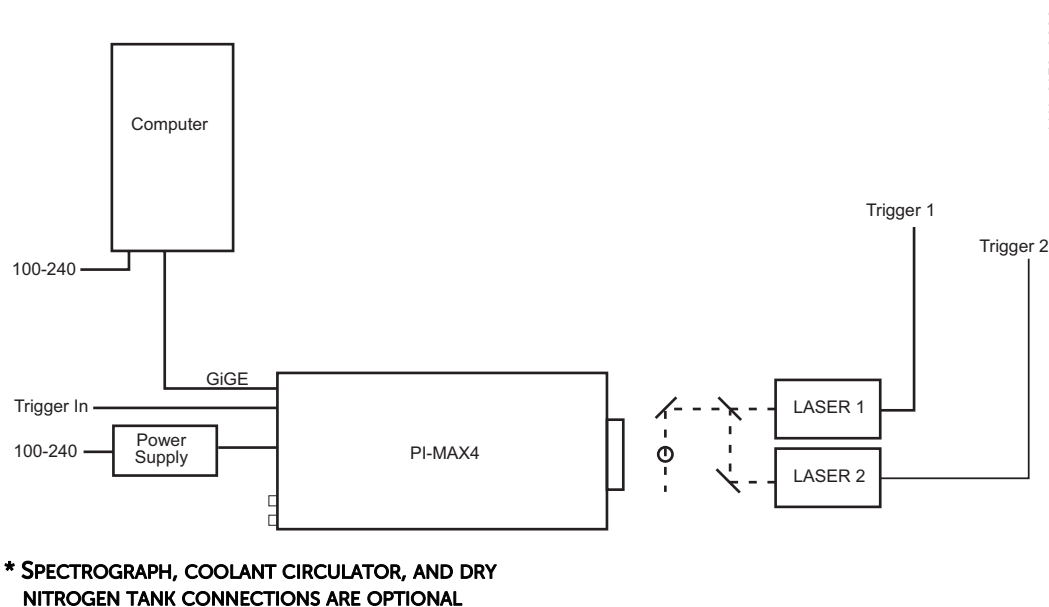 Computer
Trigger 1
Trigger 2
100-240
GiGE
Trigger In
LASER 1
100-240
Power
Supply
PI-MAX4
LASER 2
* SPECTROGRAPH, COOLANT CIRCULATOR, AND DRY
NITROGEN TANK CONNECTIONS ARE OPTIONAL